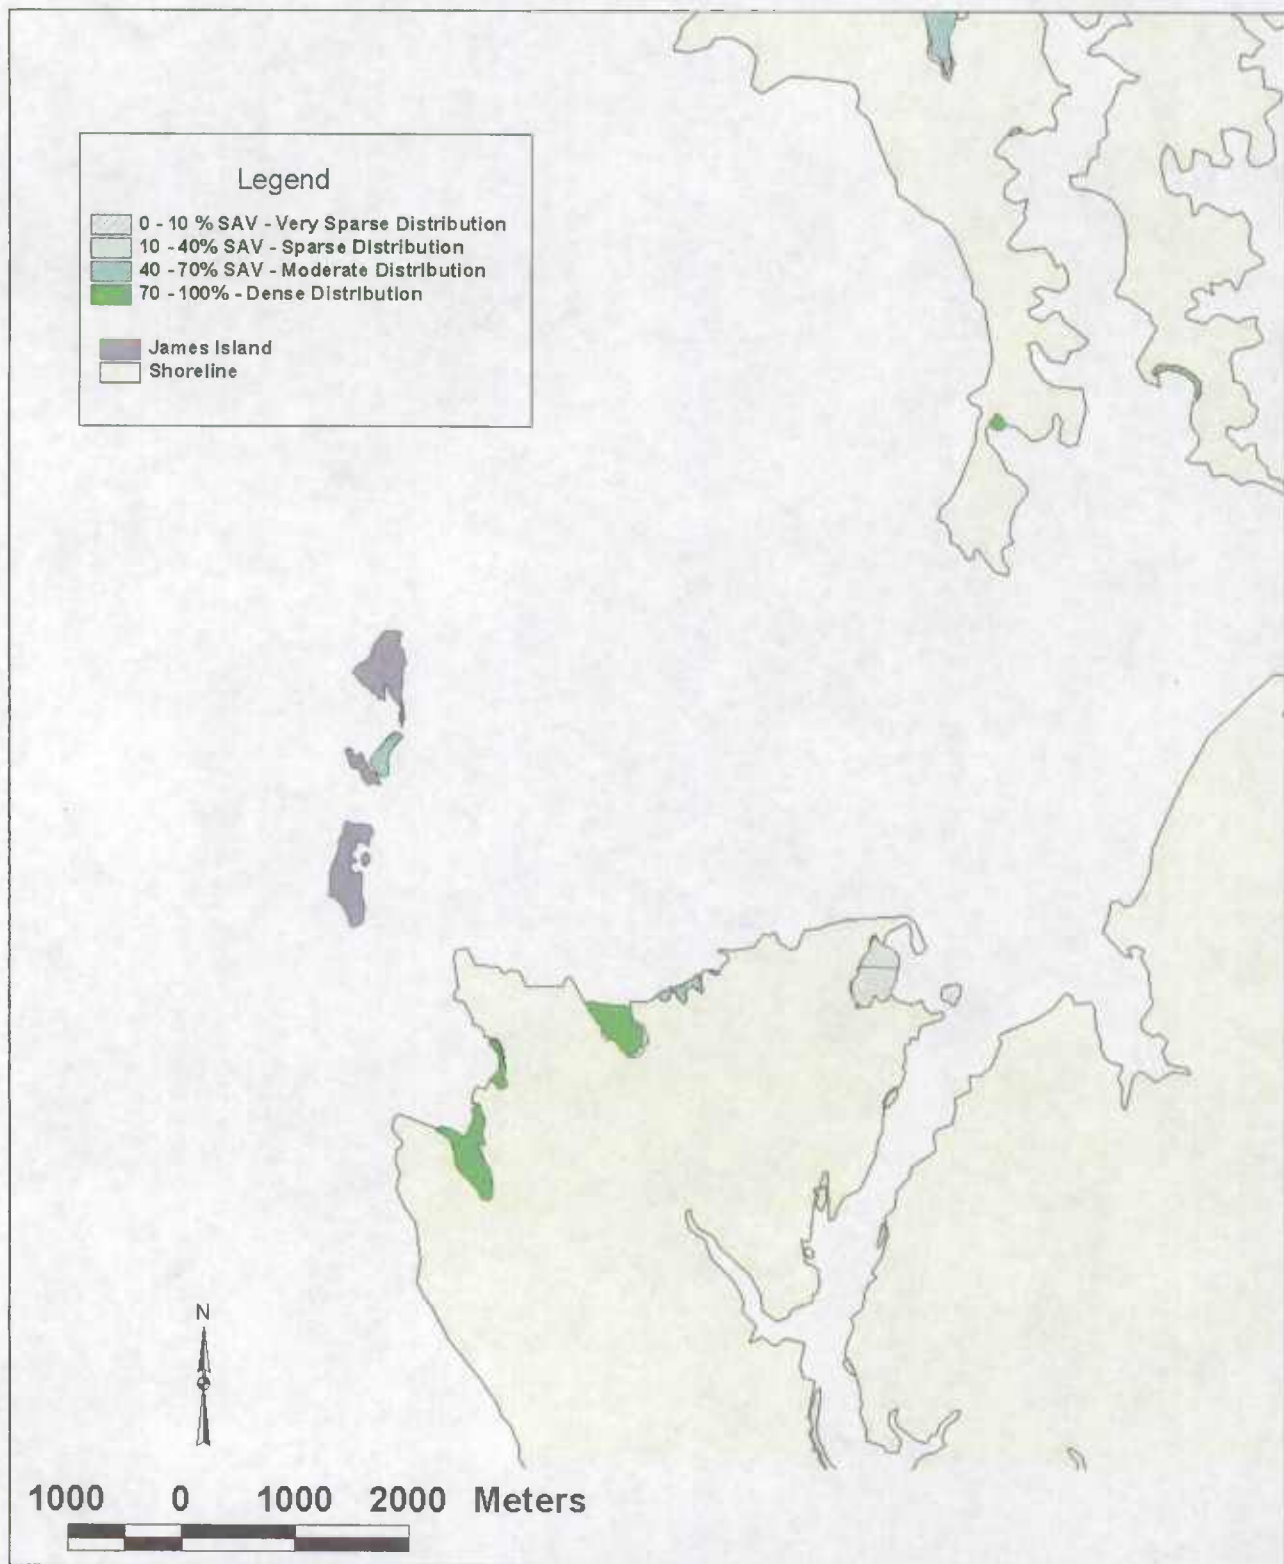 Legend
0 - 10 % SAV - Very Sparse Distribution
10 - 40% SAV - Sparse Distribution
40 - 70% SAV - Moderate Distribution
70 - 100% - Dense Distribution
James Island
Shoreline
N
1000 0 1000 2000 Meters